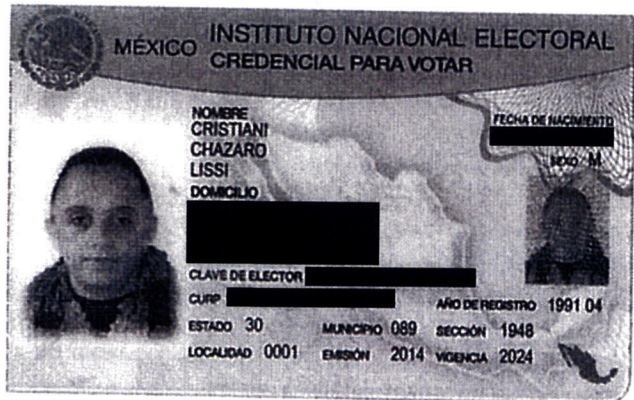 MÉXICO INSTITUTO NACIONAL ELECTORAL
CREDENCIAL PARA VOTAR
NOMBRE
CRISTIANI
CHAZARO
LISSI
FECHA DE NACIMIENTO
SEXO M
DOMICILIO
CLAVE DE ELECTOR
CURP
AÑO DE REGISTRO 1991 04
ESTADO 30 MUNICIPIO 089 SECCIÓN 1948
LOCALIDAD 0001 EMISIÓN 2014 VIGENCIA 2024